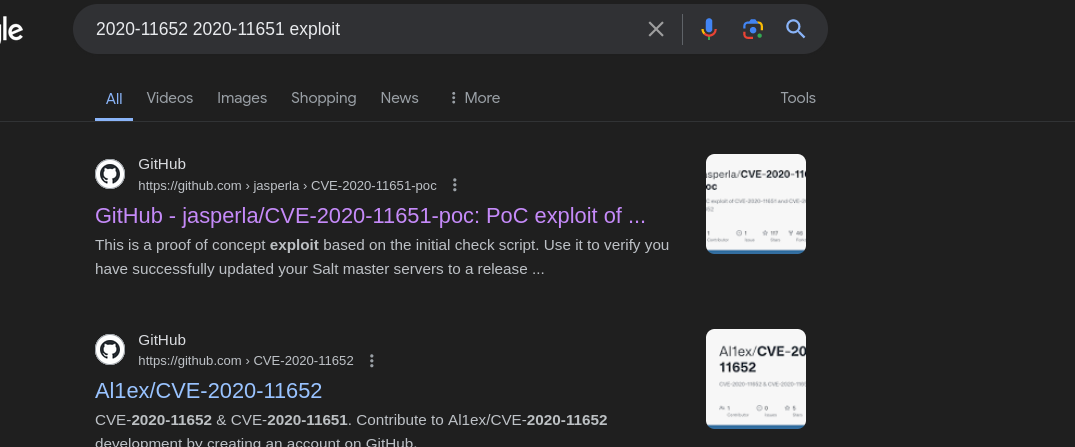 gle
2020-11652 2020-11651 exploit
All Videos Images Shopping News More Tools
GitHub
https://github.com › jasperla › CVE-2020-11651-poc
GitHub - jasperla/CVE-2020-11651-poc: PoC exploit of ...
This is a proof of concept exploit based on the initial check script. Use it to verify you
have successfully updated your Salt master servers to a release ...
asperla/CVE-2020-116
oc
GitHub
https://github.com › CVE-2020-11652
Al1ex/CVE-2020-11652
CVE-2020-11652 & CVE-2020-11651. Contribute to Al1ex/CVE-2020-11652
development by creating an account on GitHub.
Al1ex/CVE-20
11652